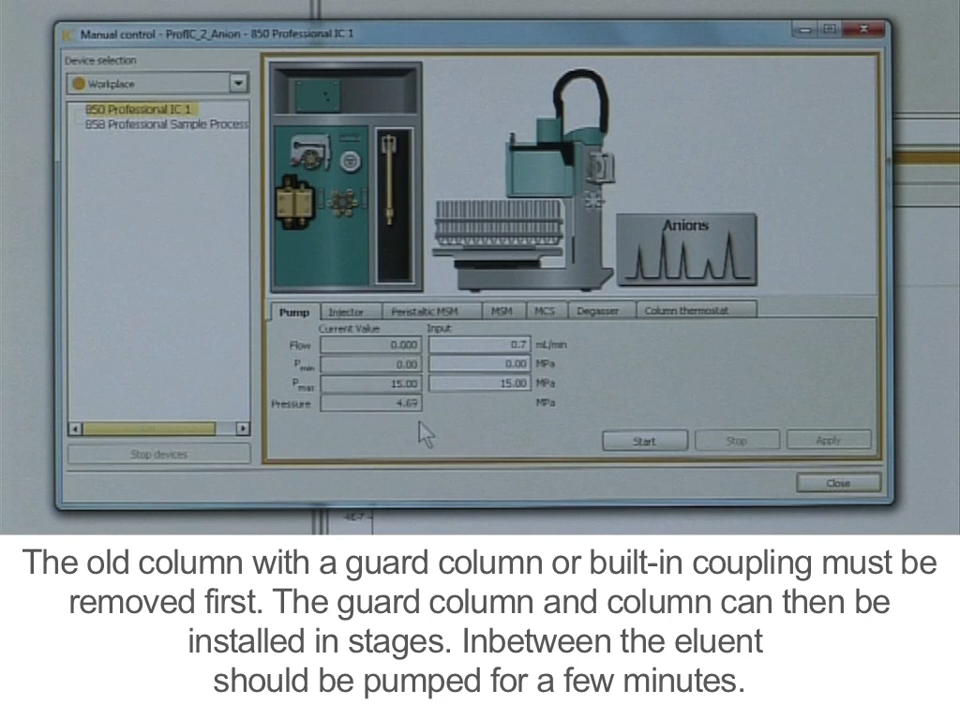 Manual control - ProfIC_2_Anion - 850 Professional IC 1
Device selection
Workplace
850 Professional IC 1
858 Professional Sample Process
Stop devices
Anions
Pump
Injector
Peristaltic MSM
MSM
MCS
Degasser
Column thermostat
Current Value
Input
Flow 0.000 0.7 mL/min
Pmin 0.00 0.00 MPa
Pmax 15.00 15.00 MPa
Pressure 4.69 MPa
Start
Stop
Apply
Close
-4E-7
The old column with a guard column or built-in coupling must be
removed first. The guard column and column can then be
installed in stages. Inbetween the eluent
should be pumped for a few minutes.